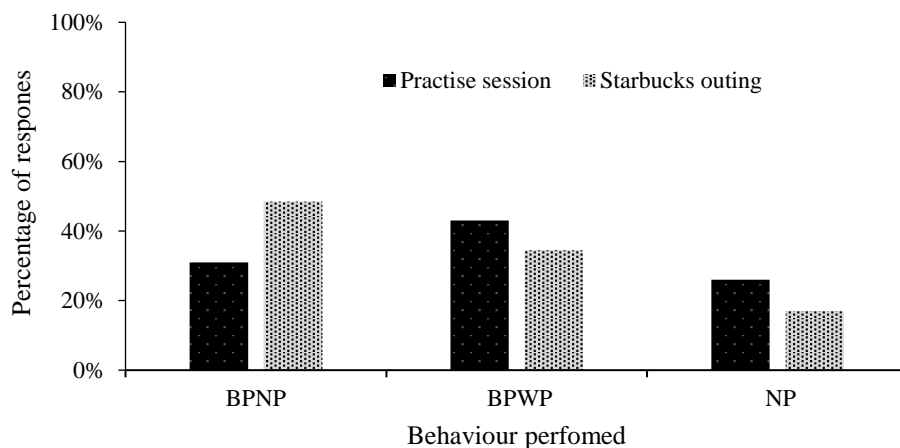 100%
Practise session Starbucks outing
80%
60%
40%
20%
0%
Percentage of respones
BPNP BPWP NP
Behaviour perfomed